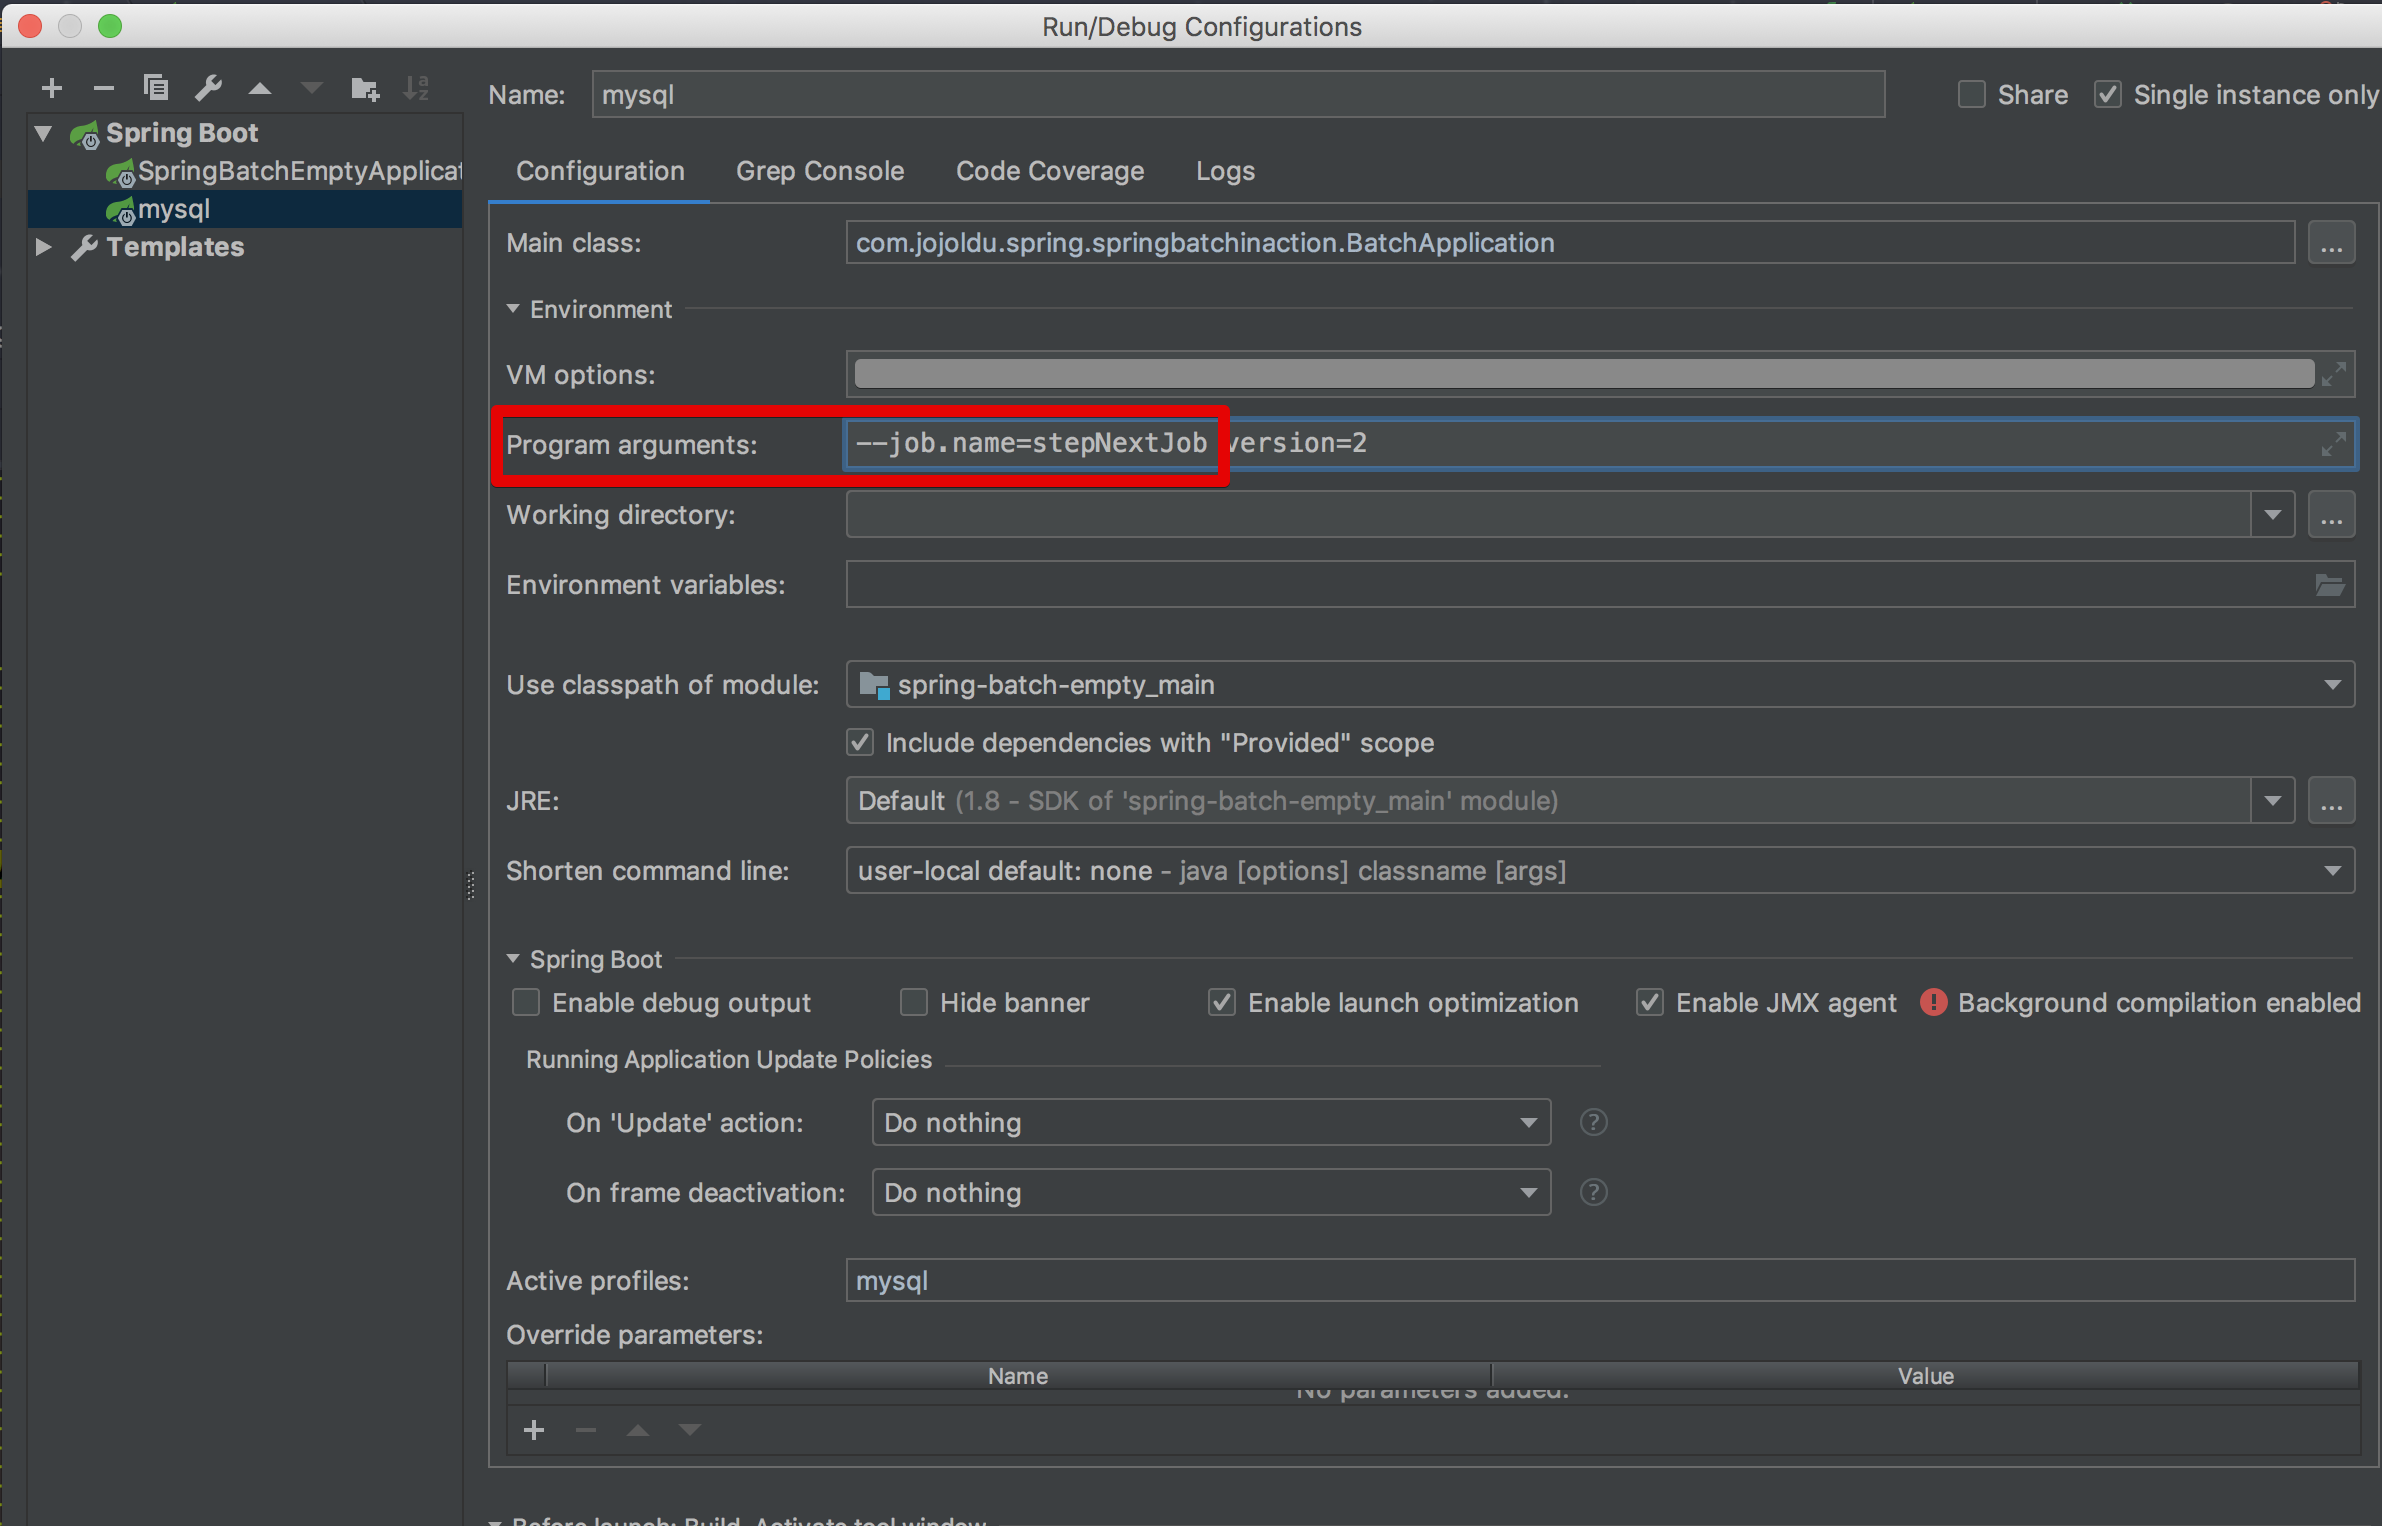 Run/Debug Configurations
Name: mysql Share Single instance only
Spring Boot
SpringBatchEmptyApplicat
mysql
Templates
Configuration Grep Console Code Coverage Logs
Main class: com.jojoldu.spring.springbatchinaction.BatchApplication ...
Environment
VM options:
Program arguments: --job.name=stepNextJob version=2
Working directory: ...
Environment variables:
Use classpath of module: spring-batch-empty_main
Include dependencies with "Provided" scope
JRE: Default (1.8 - SDK of 'spring-batch-empty_main' module) ...
Shorten command line: user-local default: none - java [options] classname [args]
Spring Boot
Enable debug output Hide banner Enable launch optimization Enable JMX agent Background compilation enabled
Running Application Update Policies
On 'Update' action: Do nothing ?
On frame deactivation: Do nothing ?
Active profiles: mysql
Override parameters:
Name Value
No parameters added.
Before launch: Build, Activate tool window